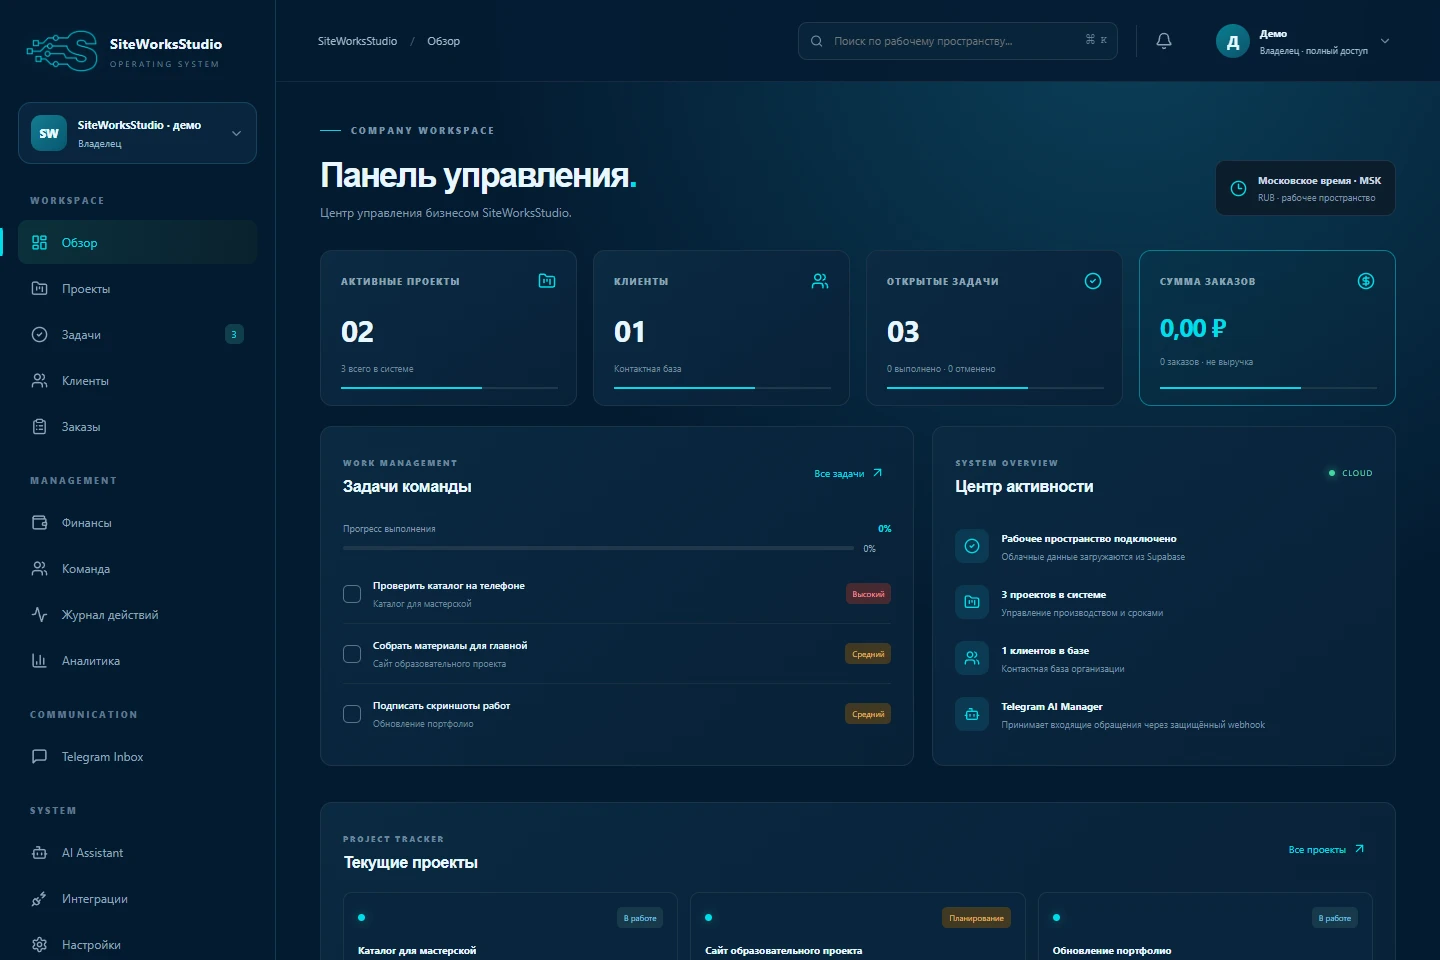 SiteWorksStudio
OPERATING SYSTEM
SW
SiteWorksStudio · демо
Владелец
WORKSPACE
Обзор
Проекты
Задачи
3
Клиенты
Заказы
MANAGEMENT
Финансы
Команда
Журнал действий
Аналитика
COMMUNICATION
Telegram Inbox
SYSTEM
AI Assistant
Интеграции
Настройки
SiteWorksStudio / Обзор
Поиск по рабочему пространству...
⌘ K
Д
Демо
Владелец · полный доступ
COMPANY WORKSPACE
Панель управления.
Центр управления бизнесом SiteWorksStudio.
Московское время · MSK
RUB · рабочее пространство
АКТИВНЫЕ ПРОЕКТЫ
02
3 всего в системе
КЛИЕНТЫ
01
Контактная база
ОТКРЫТЫЕ ЗАДАЧИ
03
0 выполнено · 0 отменено
СУММА ЗАКАЗОВ
0,00 ₽
0 заказов · не выручка
WORK MANAGEMENT
Задачи команды
Все задачи
Прогресс выполнения
0%
0%
Проверить каталог на телефоне
Каталог для мастерской
Высокий
Собрать материалы для главной
Сайт образовательного проекта
Средний
Подписать скриншоты работ
Обновление портфолио
Средний
SYSTEM OVERVIEW
Центр активности
CLOUD
Рабочее пространство подключено
Облачные данные загружаются из Supabase
3 проектов в системе
Управление производством и сроками
1 клиентов в базе
Контактная база организации
Telegram AI Manager
Принимает входящие обращения через защищённый webhook
PROJECT TRACKER
Текущие проекты
Все проекты
В работе
Каталог для мастерской
Планирование
Сайт образовательного проекта
В работе
Обновление портфолио